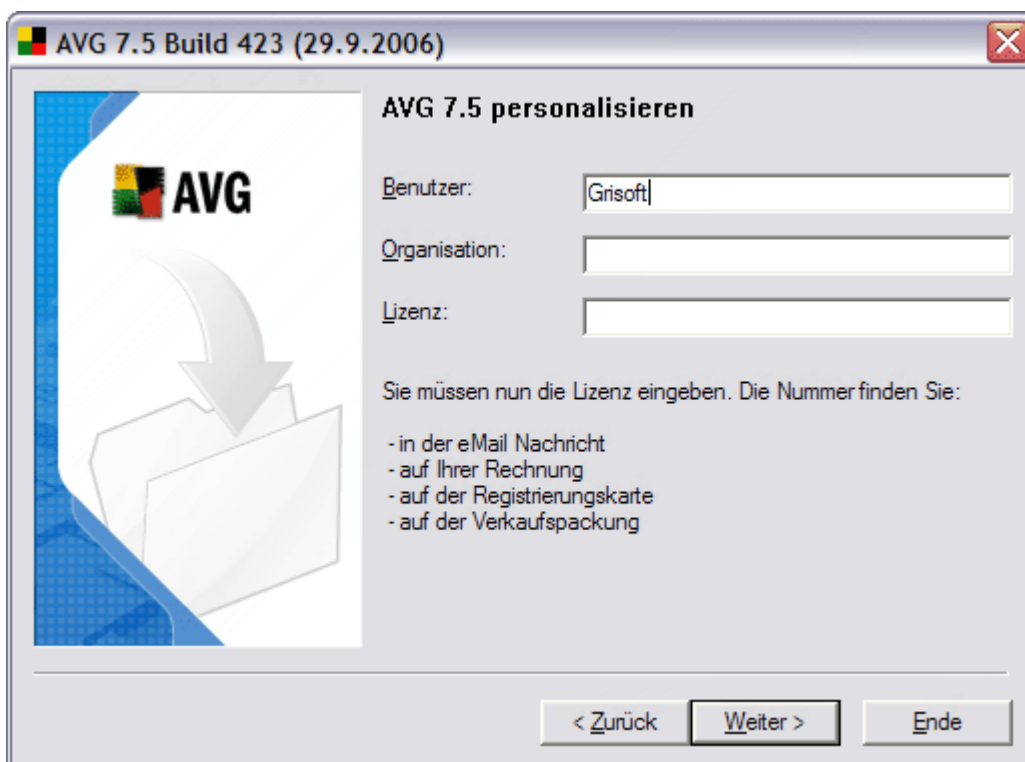 AVG 7.5 Build 423 (29.9.2006)
AVG
AVG 7.5 personalisieren
Benutzer: Grisoft
Organisation:
Lizenz:
Sie müssen nun die Lizenz eingeben. Die Nummer finden Sie:
- in der eMail Nachricht
- auf Ihrer Rechnung
- auf der Registrierungskarte
- auf der Verkaufspackung
< Zurück Weiter > Ende